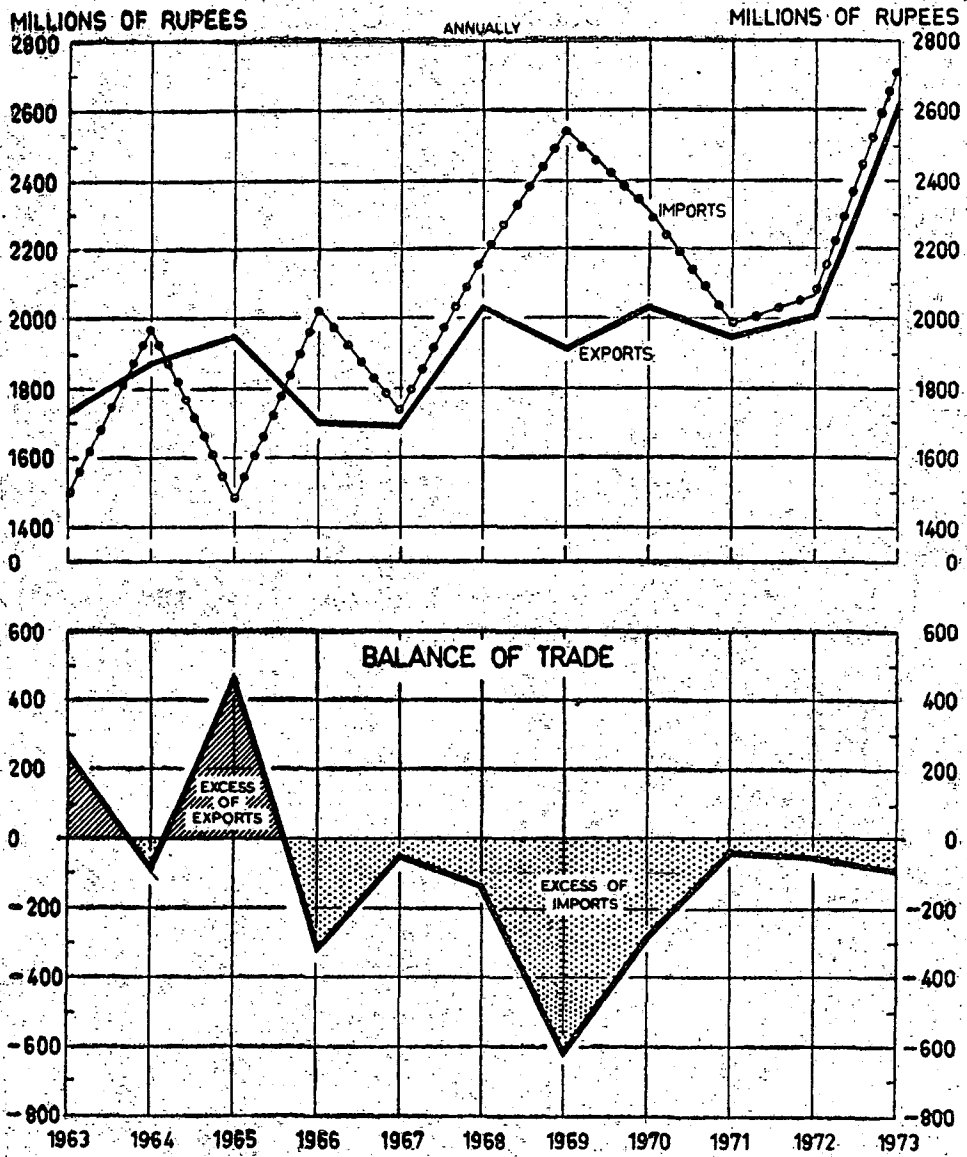 MILLIONS OF RUPEES
ANNUALLY
MILLIONS OF RUPEES
2800
2600
2400
2200
2000
1800
1600
1400
0
2800
2600
2400
2200
2000
1800
1600
1400
0
IMPORTS
EXPORTS
BALANCE OF TRADE
600
400
200
0
-200
-400
-600
-800
600
400
200
0
-200
-400
-600
-800
EXCESS
OF
EXPORTS
EXCESS OF
IMPORTS
1963 1964 1965 1966 1967 1968 1969 1970 1971 1972 1973